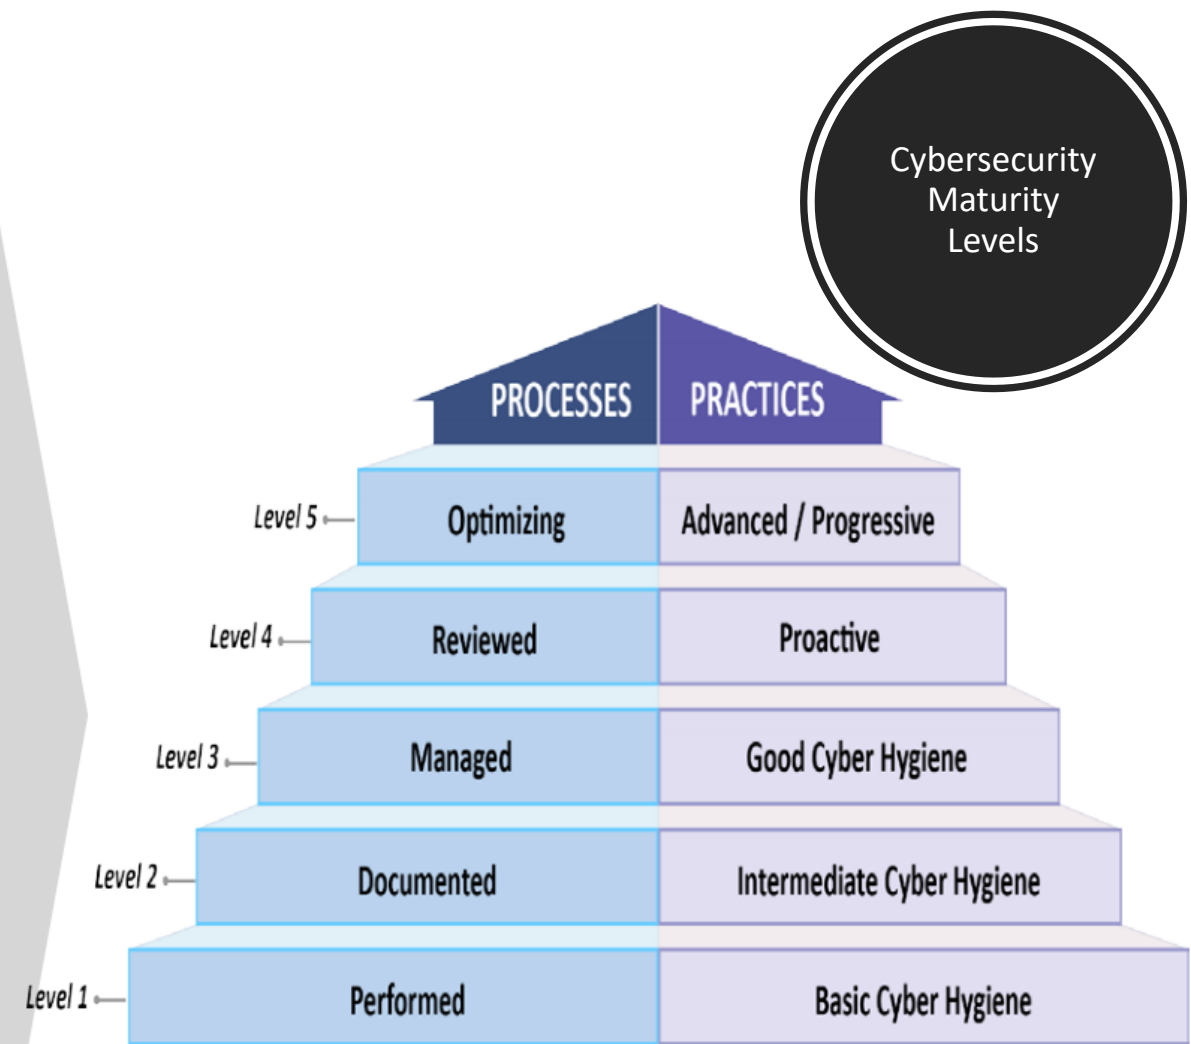 Cybersecurity
Maturity
Levels
PROCESSES PRACTICES
Level 5 Optimizing Advanced / Progressive
Level 4 Reviewed Proactive
Level 3 Managed Good Cyber Hygiene
Level 2 Documented Intermediate Cyber Hygiene
Level 1 Performed Basic Cyber Hygiene